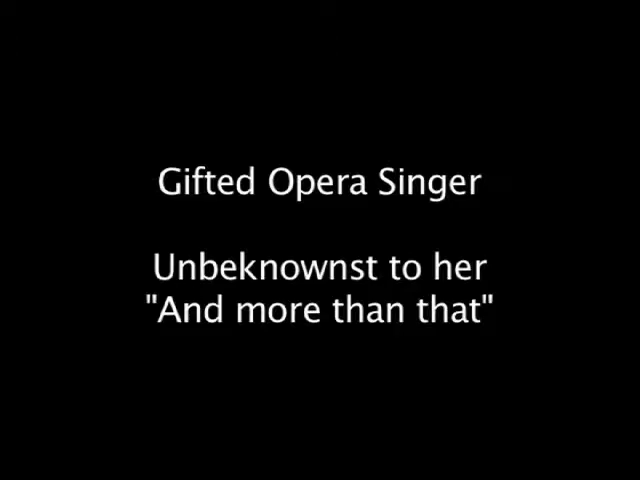 Gifted Opera Singer
Unbeknownst to her
"And more than that"